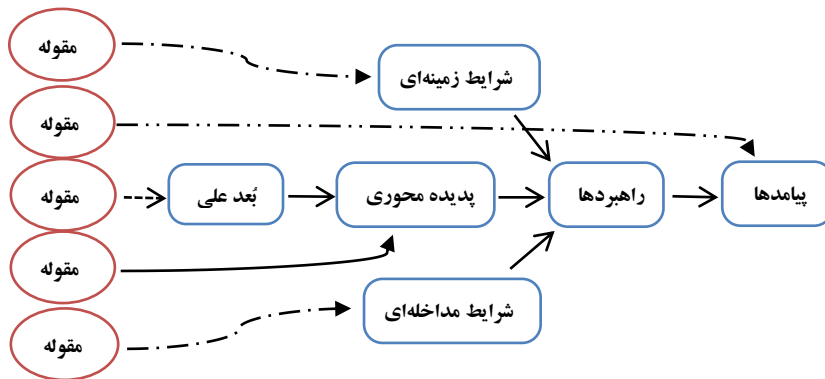 مقوله
شرایط زمینه‌ای
مقوله
مقوله
بُعد علی
پدیده محوری
راهبردها
پیامدها
مقوله
شرایط مداخله‌ای
مقوله